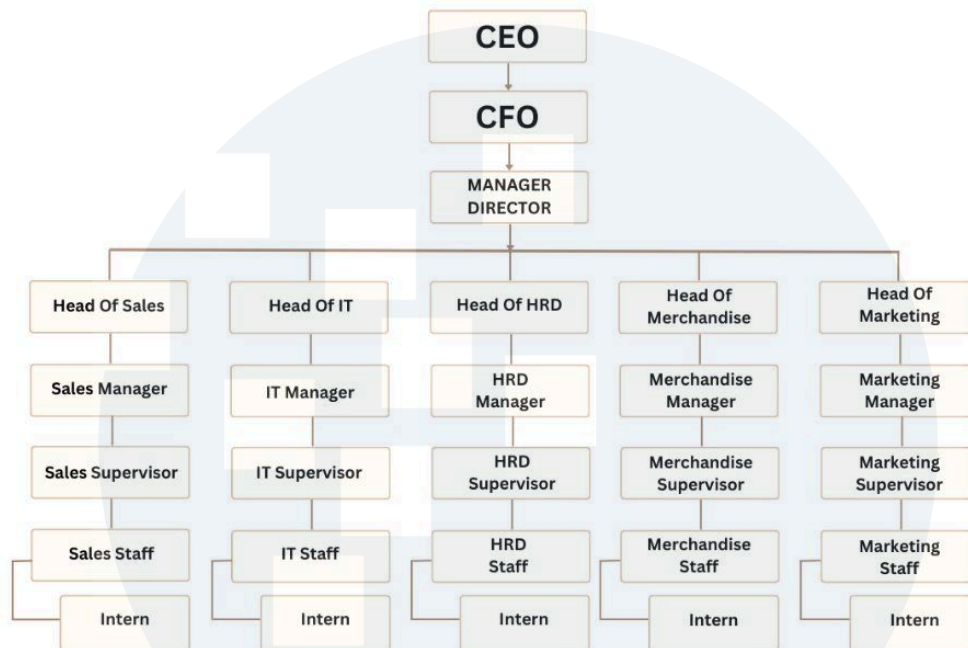 CEO
CFO
MANAGER
DIRECTOR
Head Of Sales
Head Of IT
Head Of HRD
Head Of
Merchandise
Head Of
Marketing
Sales Manager
IT Manager
HRD
Manager
Merchandise
Manager
Marketing
Manager
Sales Supervisor
IT Supervisor
HRD
Supervisor
Merchandise
Supervisor
Marketing
Supervisor
Sales Staff
IT Staff
HRD
Staff
Merchandise
Staff
Marketing
Staff
Intern
Intern
Intern
Intern
Intern